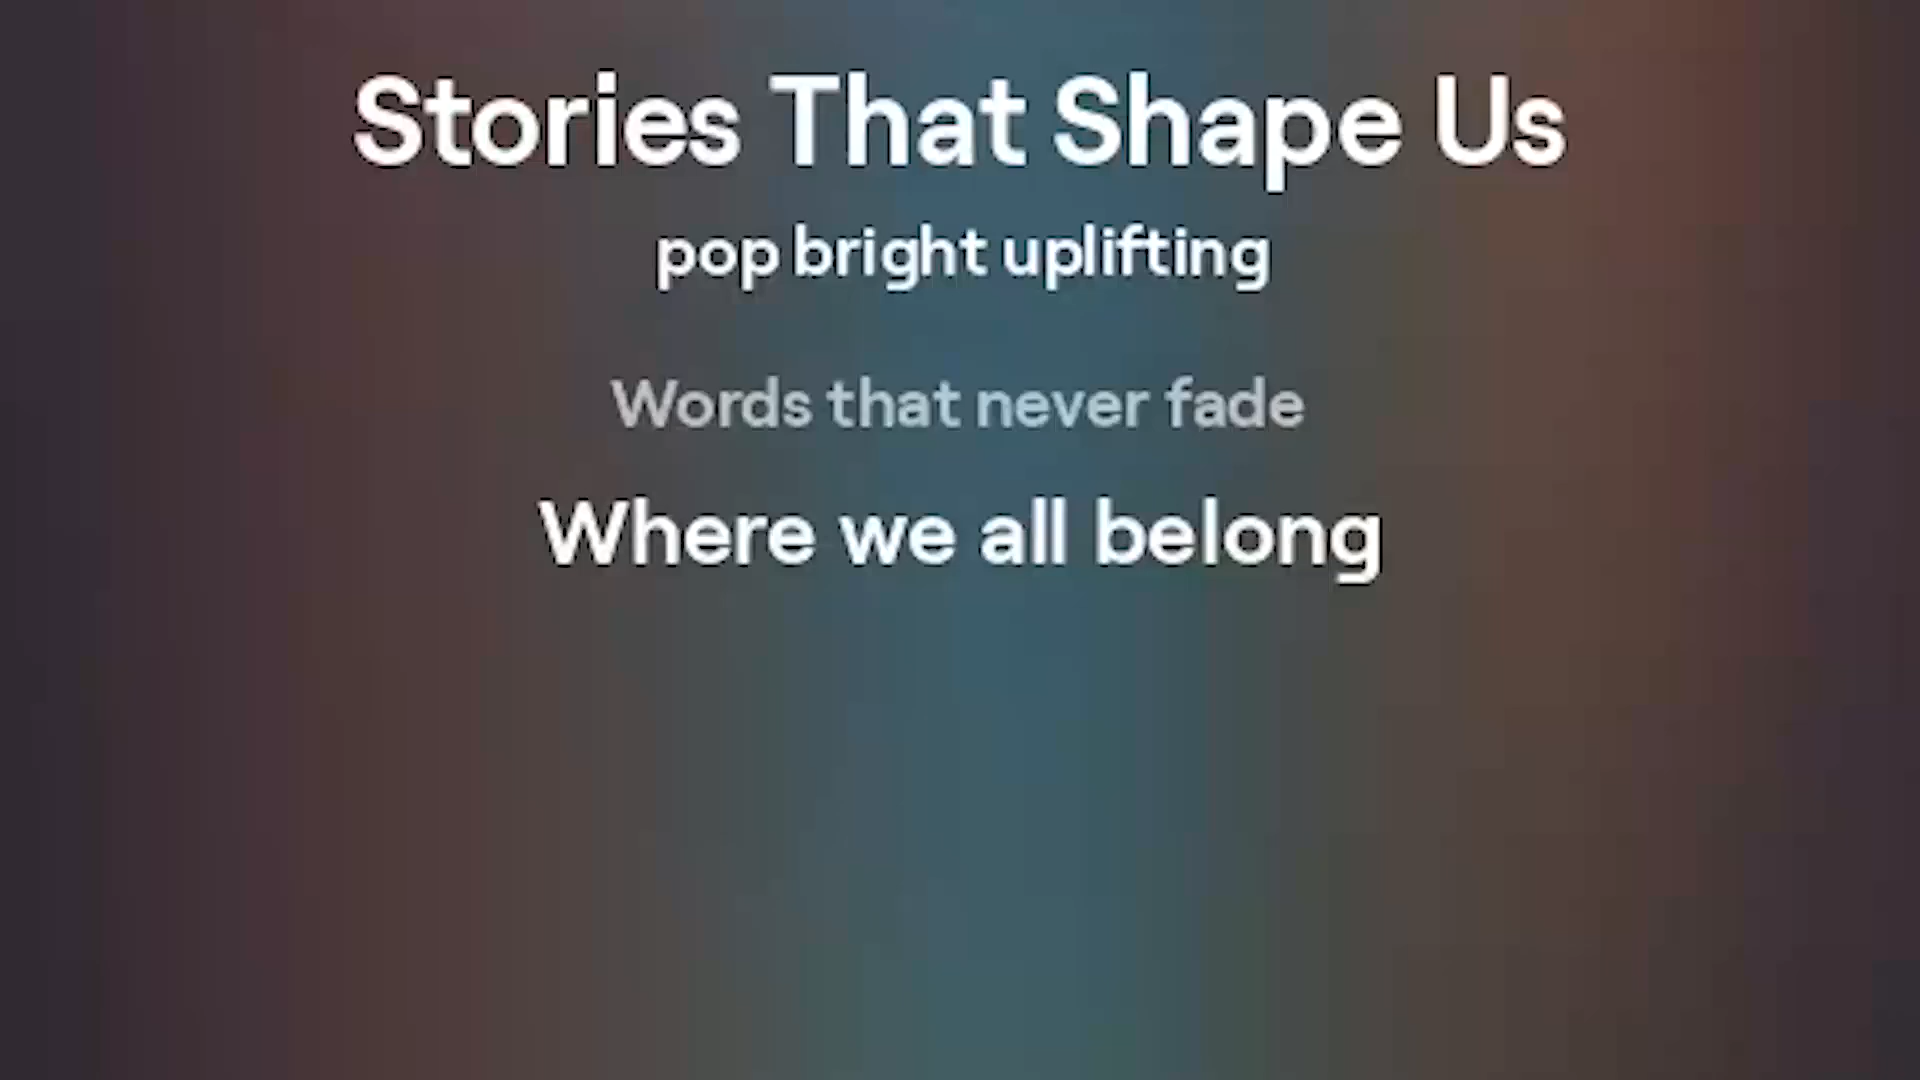 Stories That Shape Us
pop bright uplifting
Words that never fade
Where we all belong